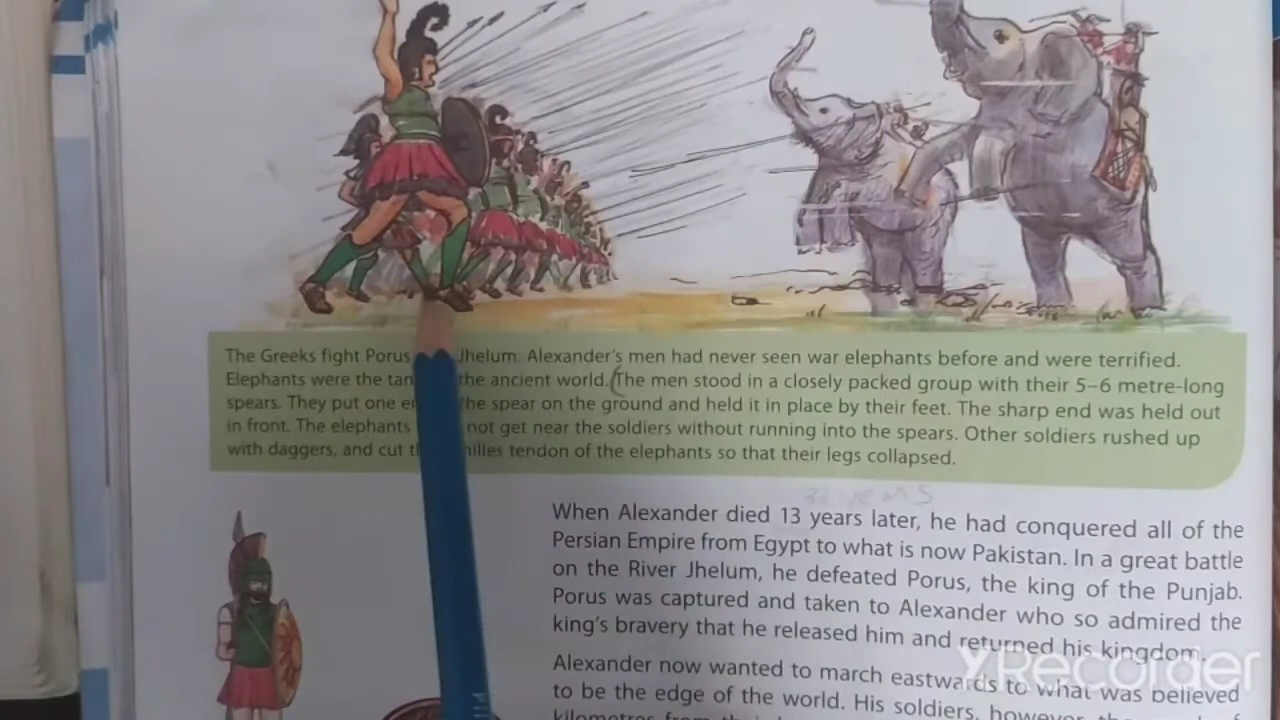 The Greeks fight Porus Jhelum: Alexander's men had never seen war elephants before and were terrified.
Elephants were the tan the ancient world. (The men stood in a closely packed group with their 5–6 metre-long
spears. They put one e he spear on the ground and held it in place by their feet. The sharp end was held out
in front. The elephants not get near the soldiers without running into the spears. Other soldiers rushed up
with daggers, and cut t hilles tendon of the elephants so that their legs collapsed.
When Alexander died 13 years later, he had conquered all of the
Persian Empire from Egypt to what is now Pakistan. In a great battle
on the River Jhelum, he defeated Porus, the king of the Punjab.
Porus was captured and taken to Alexander who so admired the
king's bravery that he released him and returned his kingdom.
XRecorder
Alexander now wanted to march eastwards to what was believed
to be the edge of the world. His soldiers, however
kilometres from